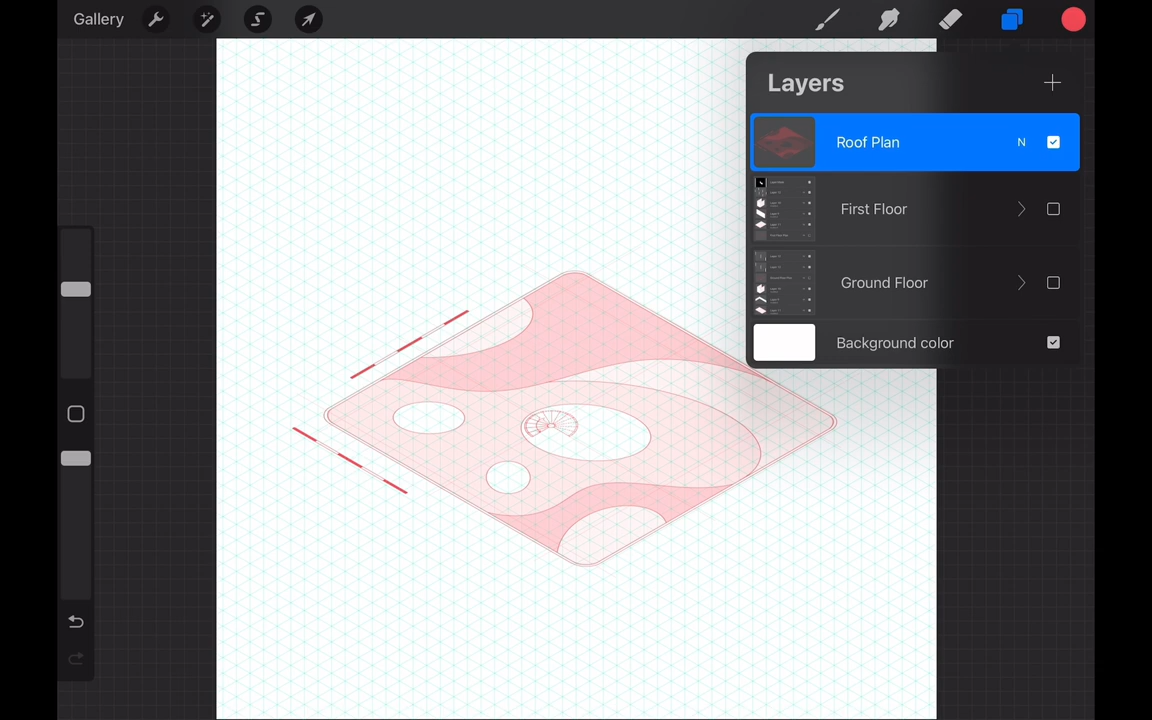 Gallery
Layers
Roof Plan N
First Floor
Ground Floor
Background color